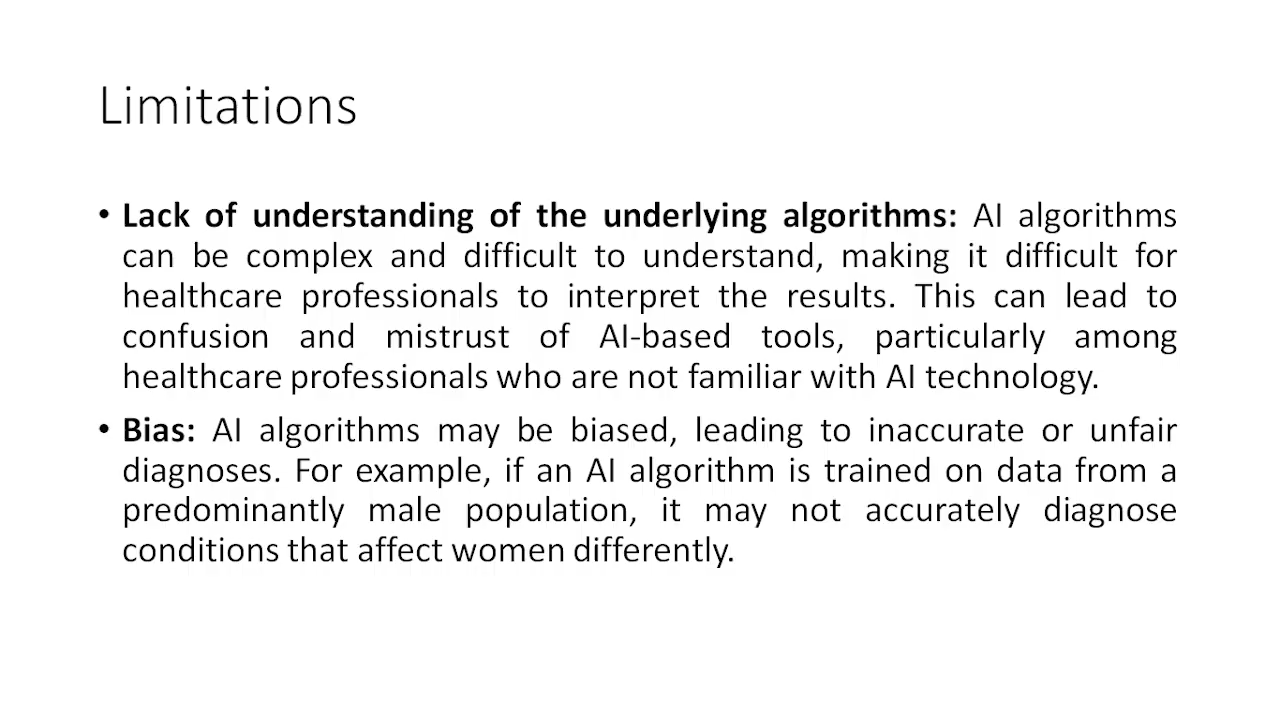 Limitations
• Lack of understanding of the underlying algorithms: AI algorithms
can be complex and difficult to understand, making it difficult for
healthcare professionals to interpret the results. This can lead to
confusion and mistrust of AI-based tools, particularly among
healthcare professionals who are not familiar with AI technology.
• Bias: AI algorithms may be biased, leading to inaccurate or unfair
diagnoses. For example, if an AI algorithm is trained on data from a
predominantly male population, it may not accurately diagnose
conditions that affect women differently.